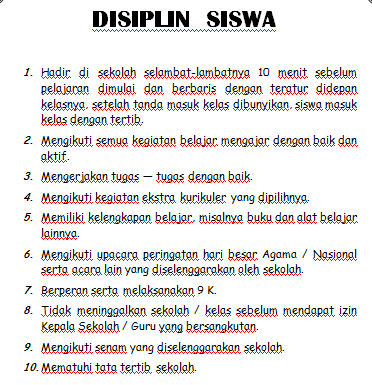 DISIPLIN SISWA
1. Hadir di sekolah selambat-lambatnya 10 menit sebelum
pelajaran dimulai dan berbaris dengan teratur didepan
kelasnya, setelah tanda masuk kelas dibunyikan, siswa masuk
kelas dengan tertib.
2. Mengikuti semua kegiatan belajar mengajar dengan baik dan
aktif.
3. Mengerjakan tugas — tugas dengan baik.
4. Mengikuti kegiatan ekstra kurikuler yang dipilihnya.
5. Memiliki kelengkapan belajar, misalnya buku dan alat belajar
lainnya.
6. Mengikuti upacara peringatan hari besar Agama / Nasional
serta acara lain yang diselenggarakan oleh sekolah.
7. Berperan serta melaksanakan 9 K.
8. Tidak meninggalkan sekolah / kelas sebelum mendapat izin
Kepala Sekolah / Guru yang bersangkutan.
9. Mengikuti senam yang diselenggarakan sekolah.
10. Mematuhi tata tertib sekolah.